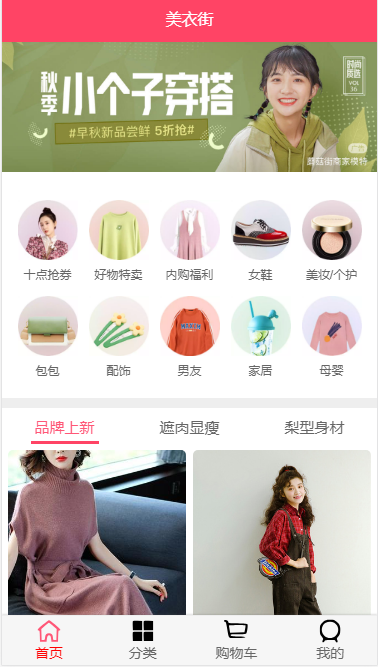 美衣街
秋季
小个子穿搭
时尚甄选
VOL
36
#早秋新品尝鲜 5折抢#
广告
蘑菇街商家模特
十点抢券
好物特卖
内购福利
女鞋
美妆/个护
包包
配饰
男友
家居
母婴
品牌上新
遮肉显瘦
梨型身材
首页
分类
购物车
我的